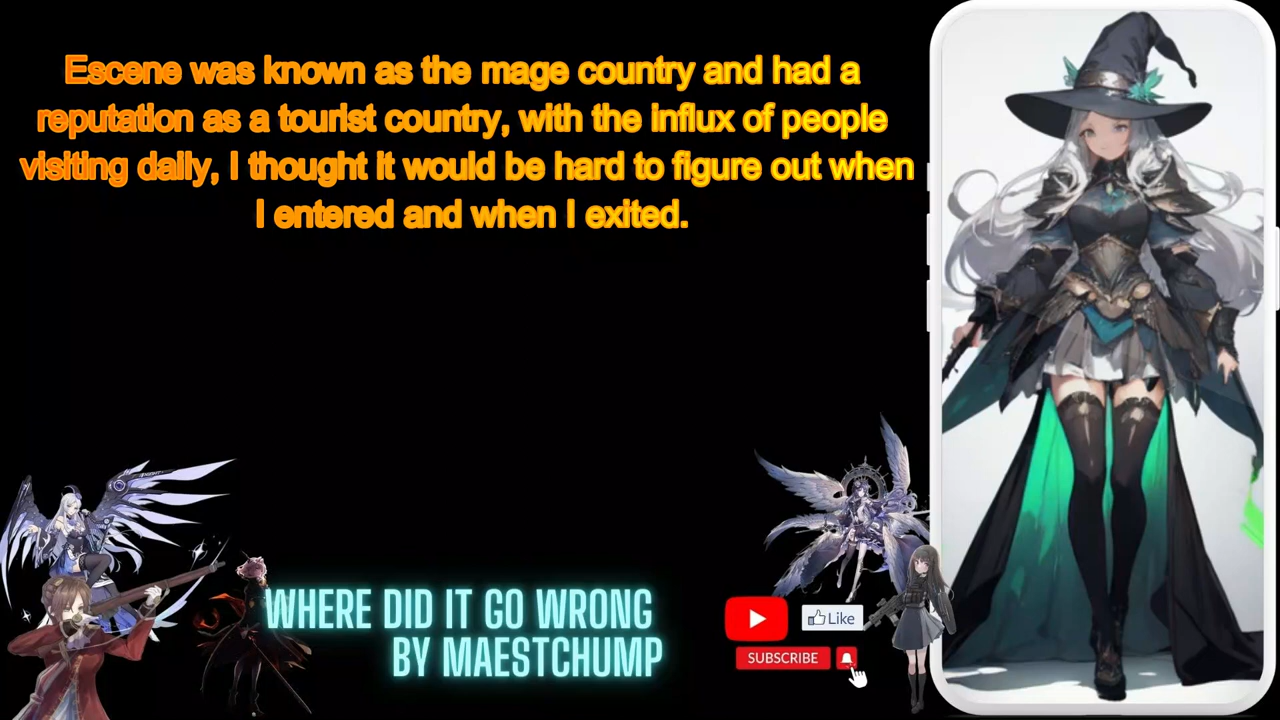 Escene was known as the mage country and had a
reputation as a tourist country, with the influx of people
visiting daily, I thought it would be hard to figure out when
I entered and when I exited.
WHERE DID IT GO WRONG
BY MAESTCHUMP
Like
SUBSCRIBE